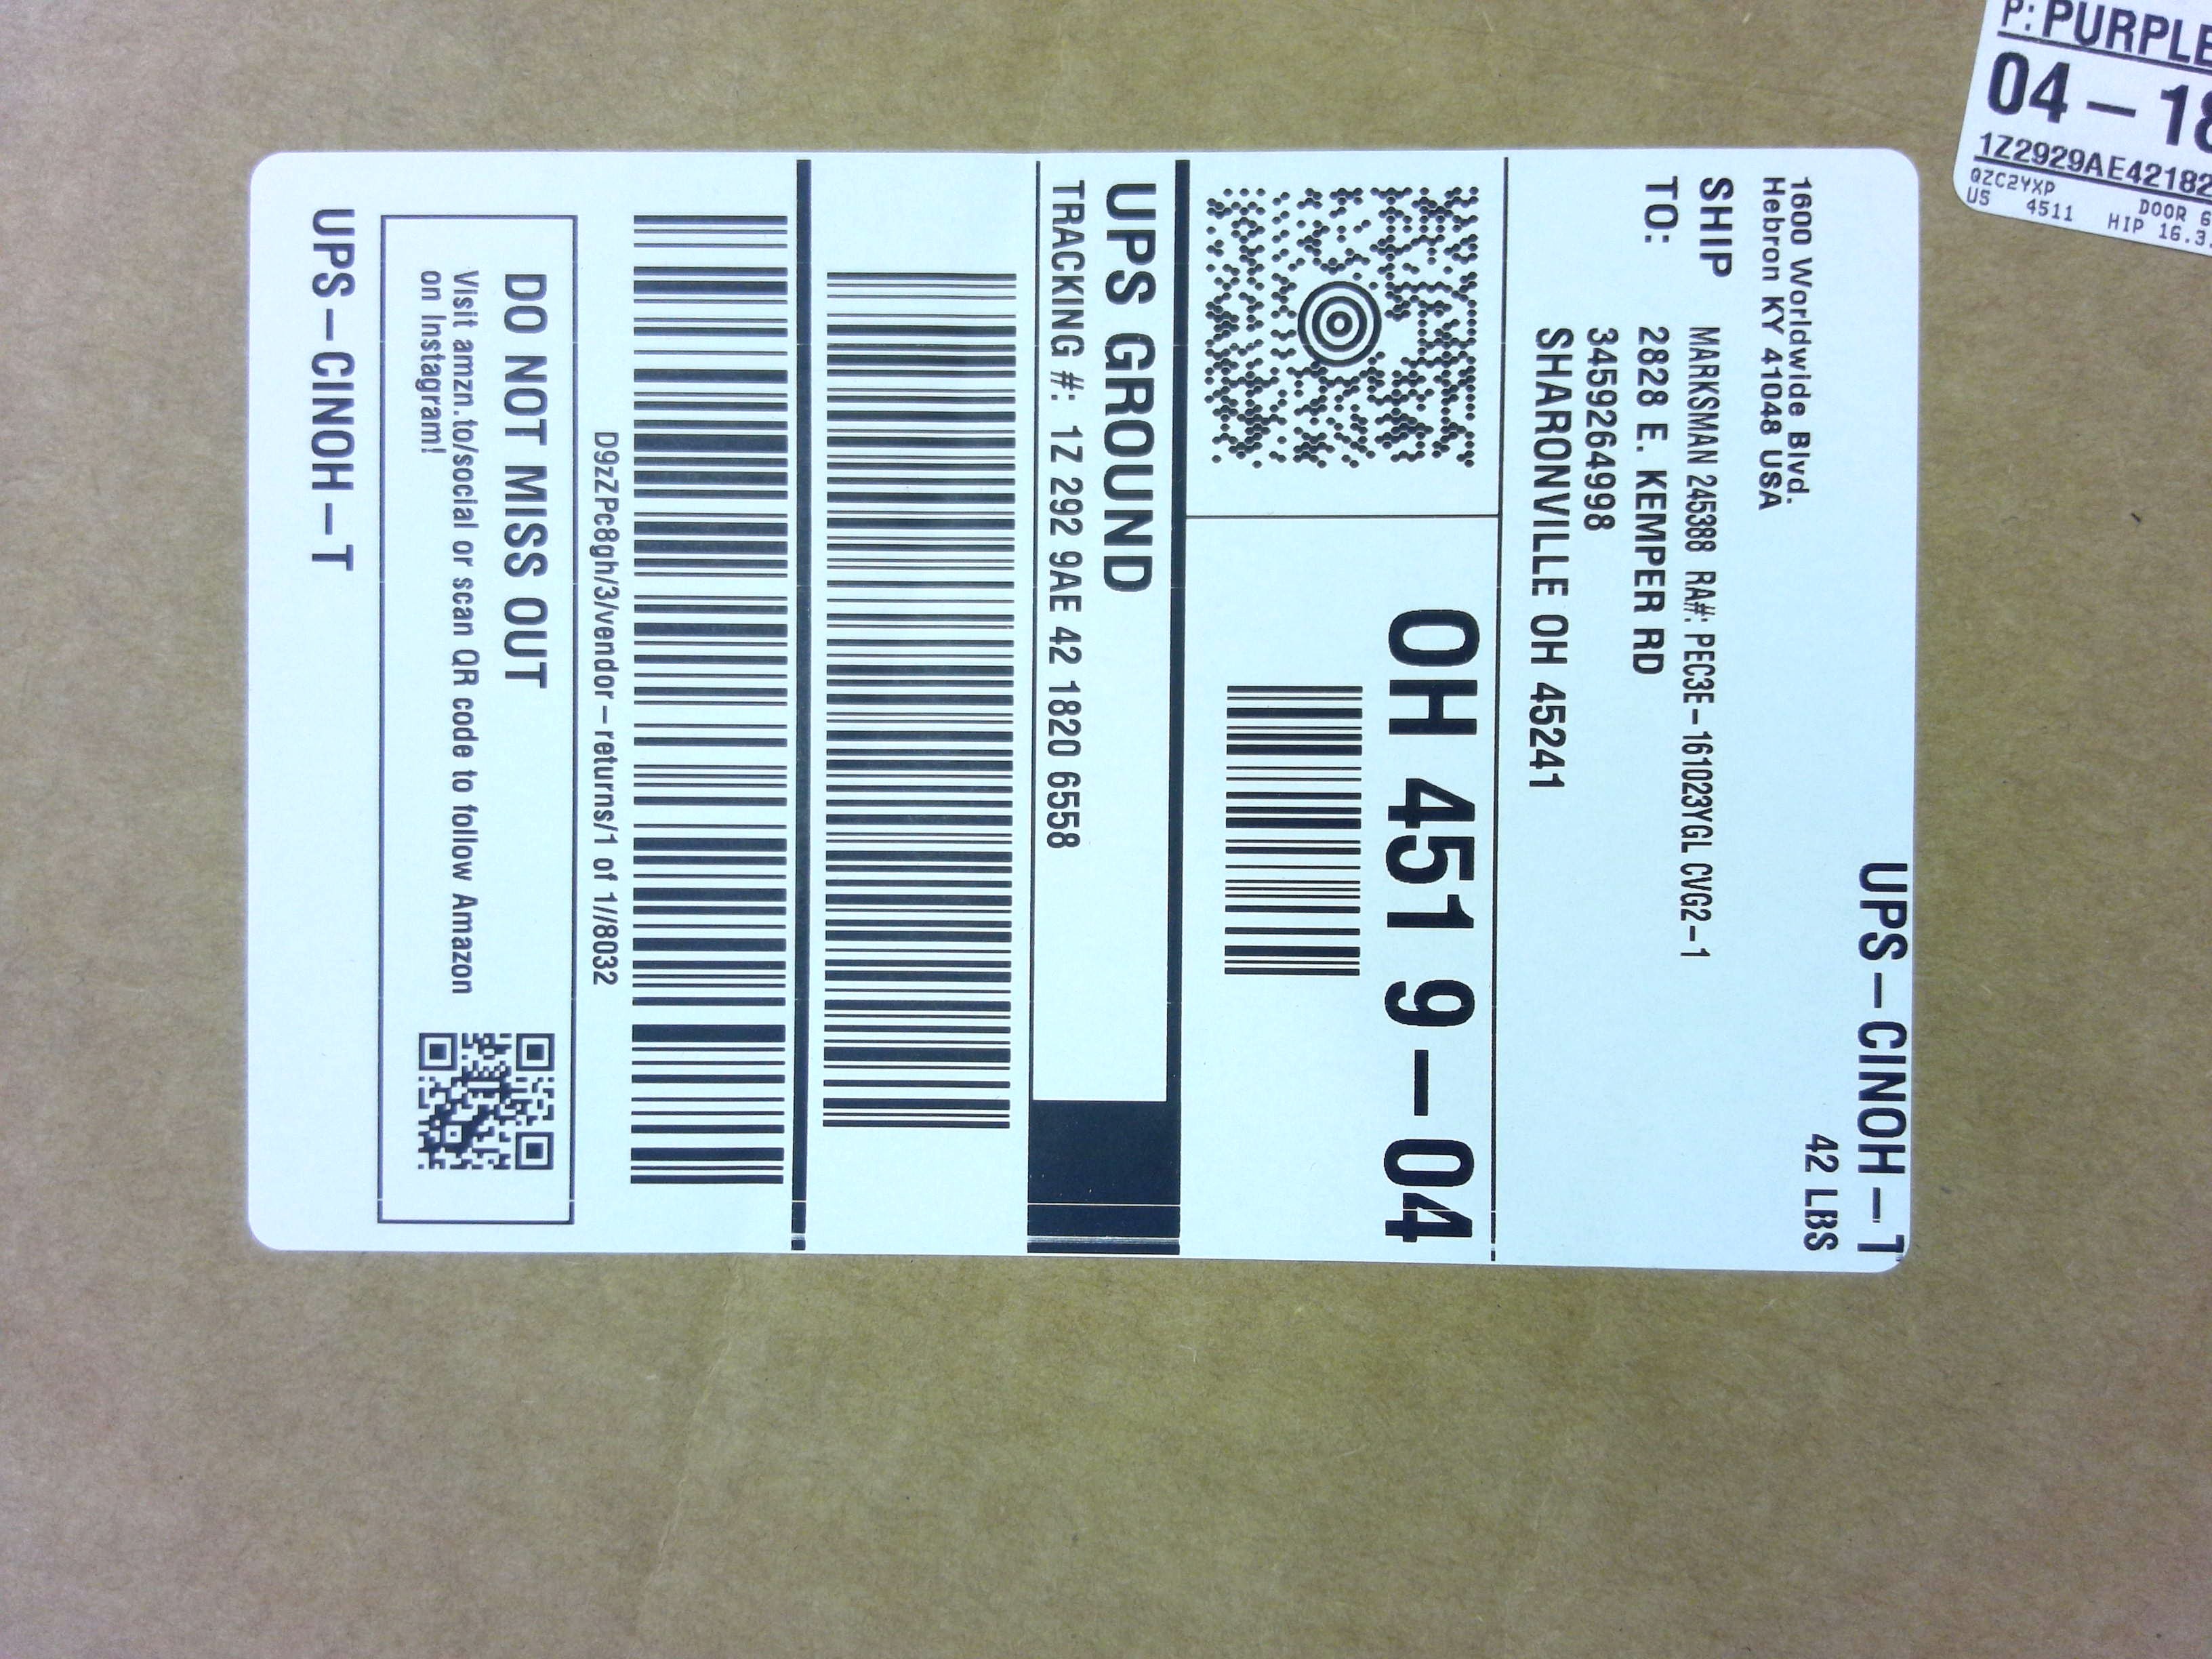 UPS-CINOH-T
42 LBS
1600 Worldwide Blvd.
Hebron KY 41048 USA
SHIP
TO:
MARKSMAN 245388 RA#: PEC3E-161023YGL CVG2-1
2828 E. KEMPER RD
3459264998
SHARONVILLE OH 45241
OH 451 9-04
UPS GROUND
TRACKING #: 1Z 292 9AE 42 1820 6558
D9zZPc8gh/3/vendor-returns/1 of 1//8032
DO NOT MISS OUT
Visit amzn.to/social or scan QR code to follow Amazon
on Instagram!
UPS-CINOH-T
P: PURPLE
04-18
1Z2929AE42182
QZC2YXP DOOR 6
US 4511 HIP 16.3.